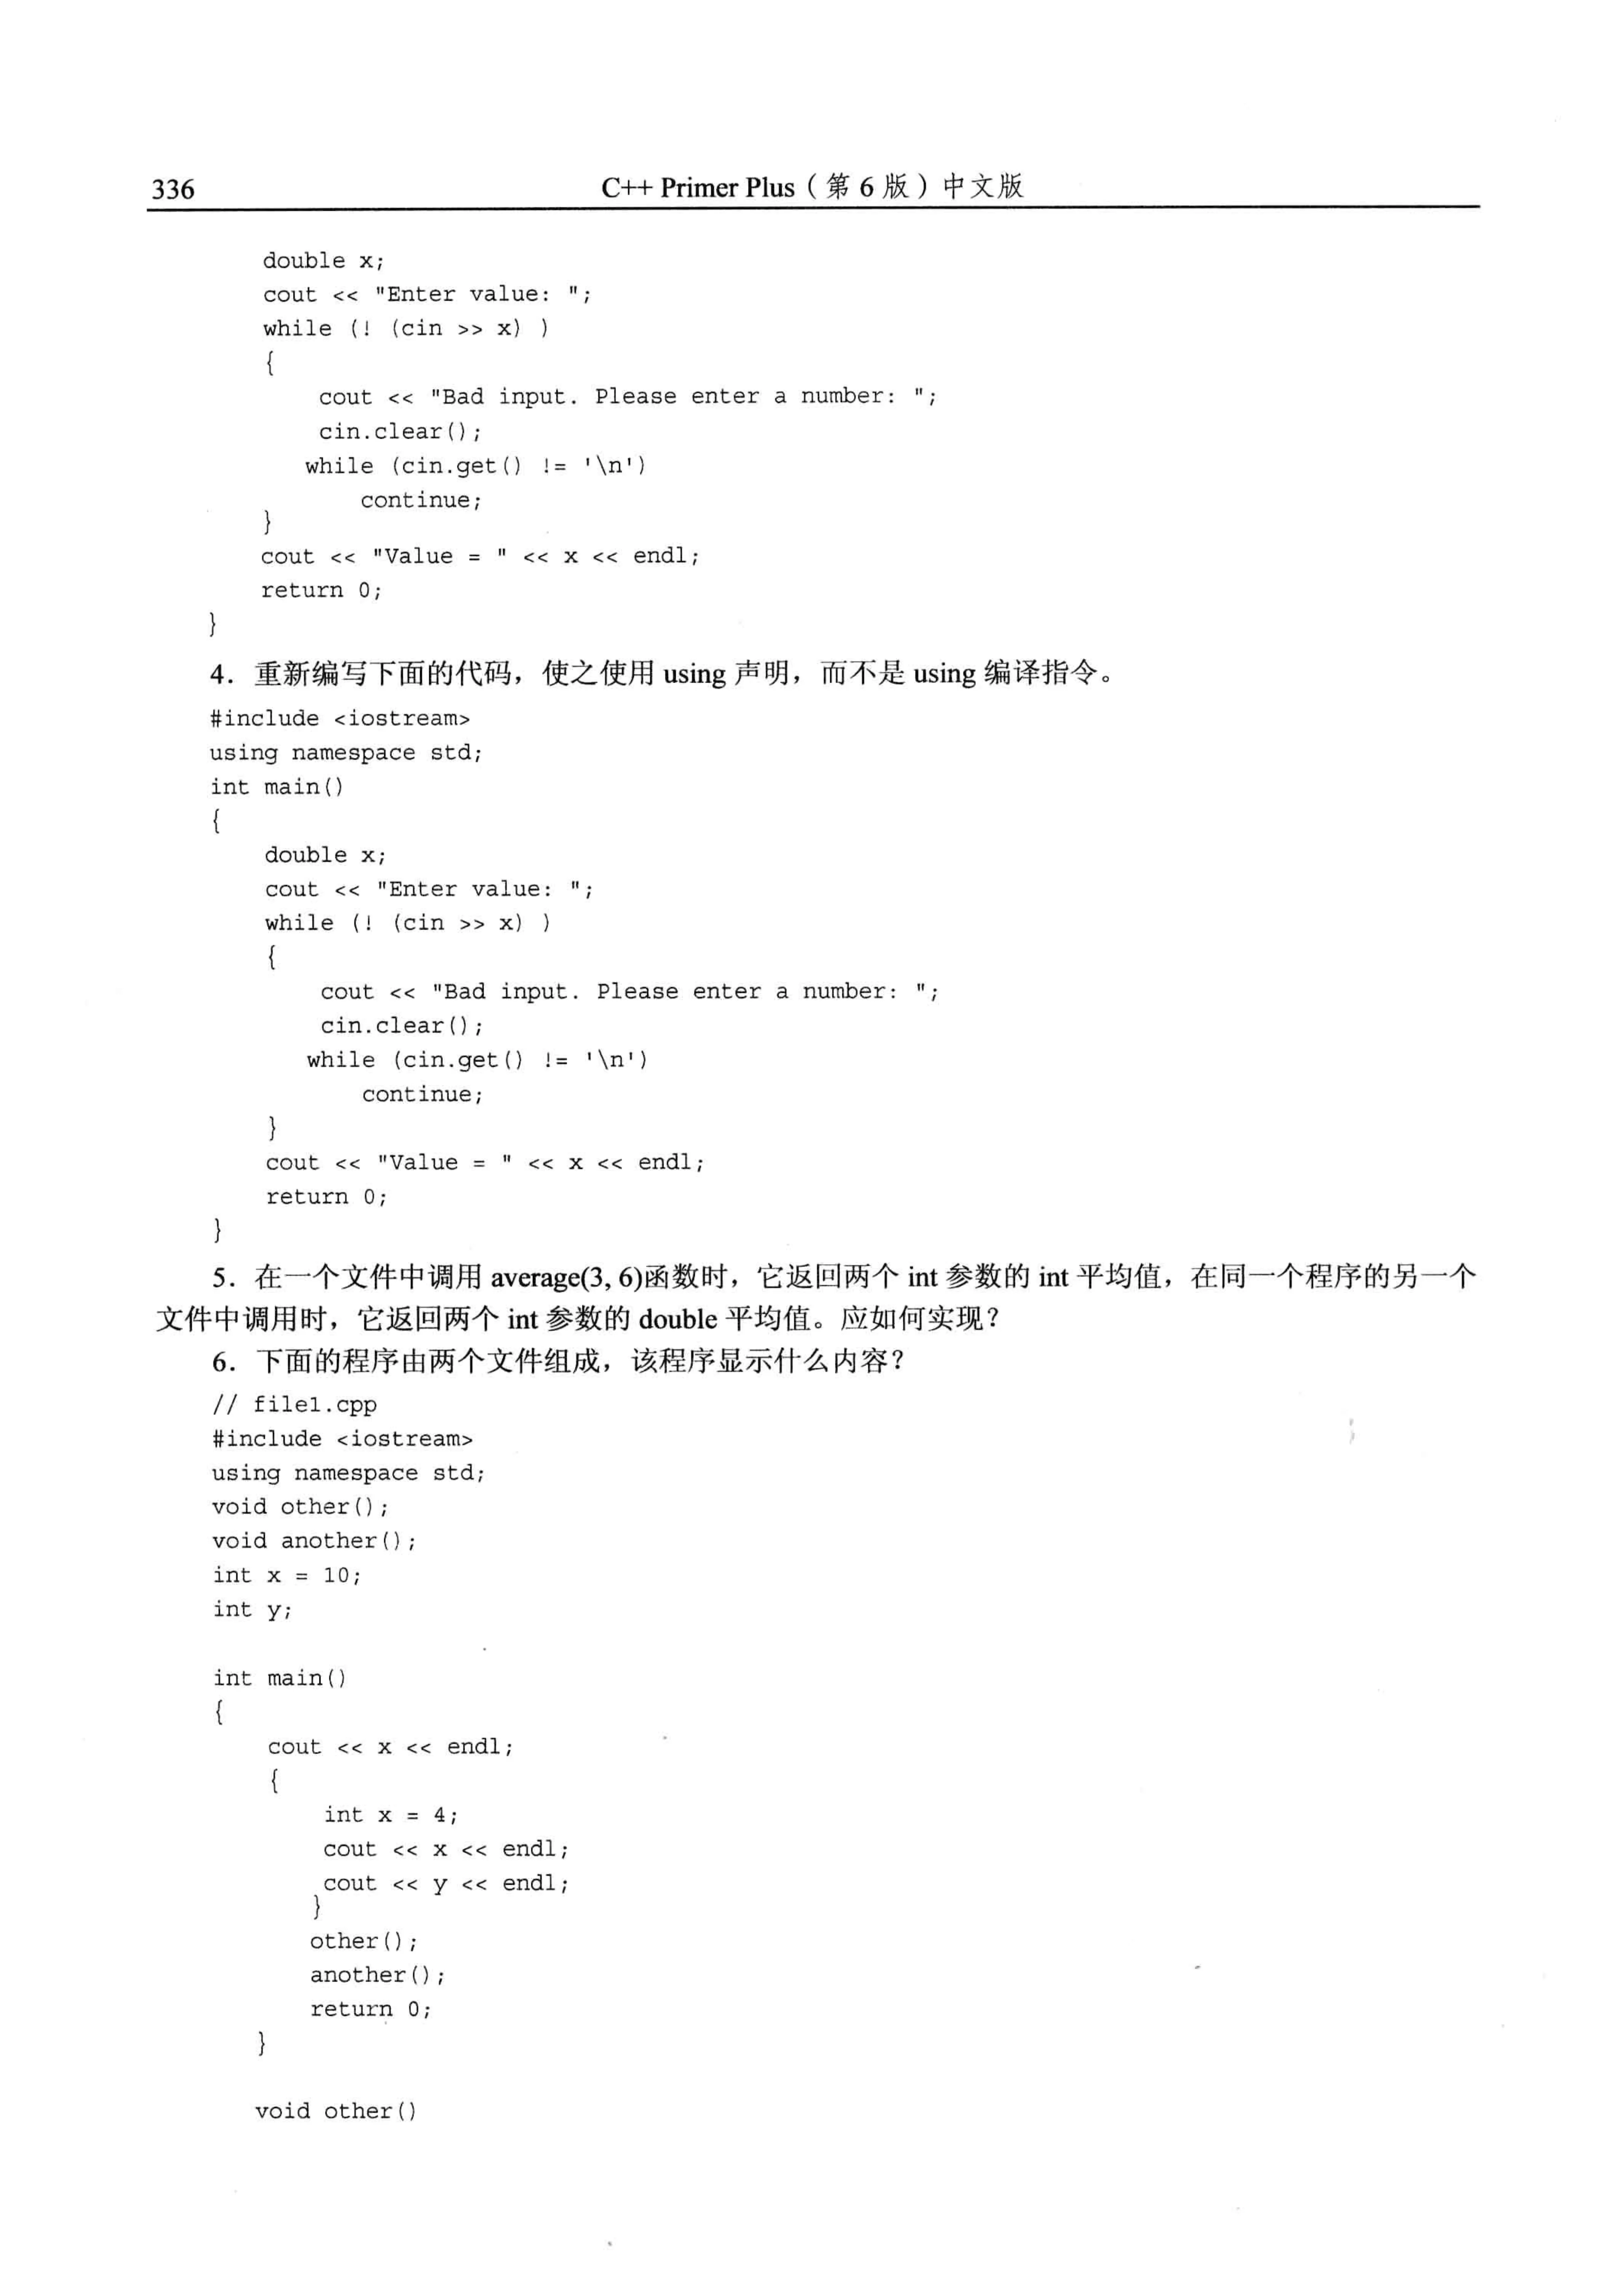 336
C++ Primer Plus（第 6 版）中文版
double x;
cout << "Enter value: ";
while (! (cin >> x) )
{
cout << "Bad input. Please enter a number: ";
cin.clear();
while (cin.get() != '\n')
continue;
}
cout << "Value = " << x << endl;
return 0;
}
4．重新编写下面的代码，使之使用 using 声明，而不是 using 编译指令。
#include <iostream>
using namespace std;
int main()
{
double x;
cout << "Enter value: ";
while (! (cin >> x) )
{
cout << "Bad input. Please enter a number: ";
cin.clear();
while (cin.get() != '\n')
continue;
}
cout << "Value = " << x << endl;
return 0;
}
5．在一个文件中调用 average(3, 6)函数时，它返回两个 int 参数的 int 平均值，在同一个程序的另一个
文件中调用时，它返回两个 int 参数的 double 平均值。应如何实现？
6．下面的程序由两个文件组成，该程序显示什么内容？
// file1.cpp
#include <iostream>
using namespace std;
void other();
void another();
int x = 10;
int y;
int main()
{
cout << x << endl;
{
int x = 4;
cout << x << endl;
cout << y << endl;
}
other();
another();
return 0;
}
void other()